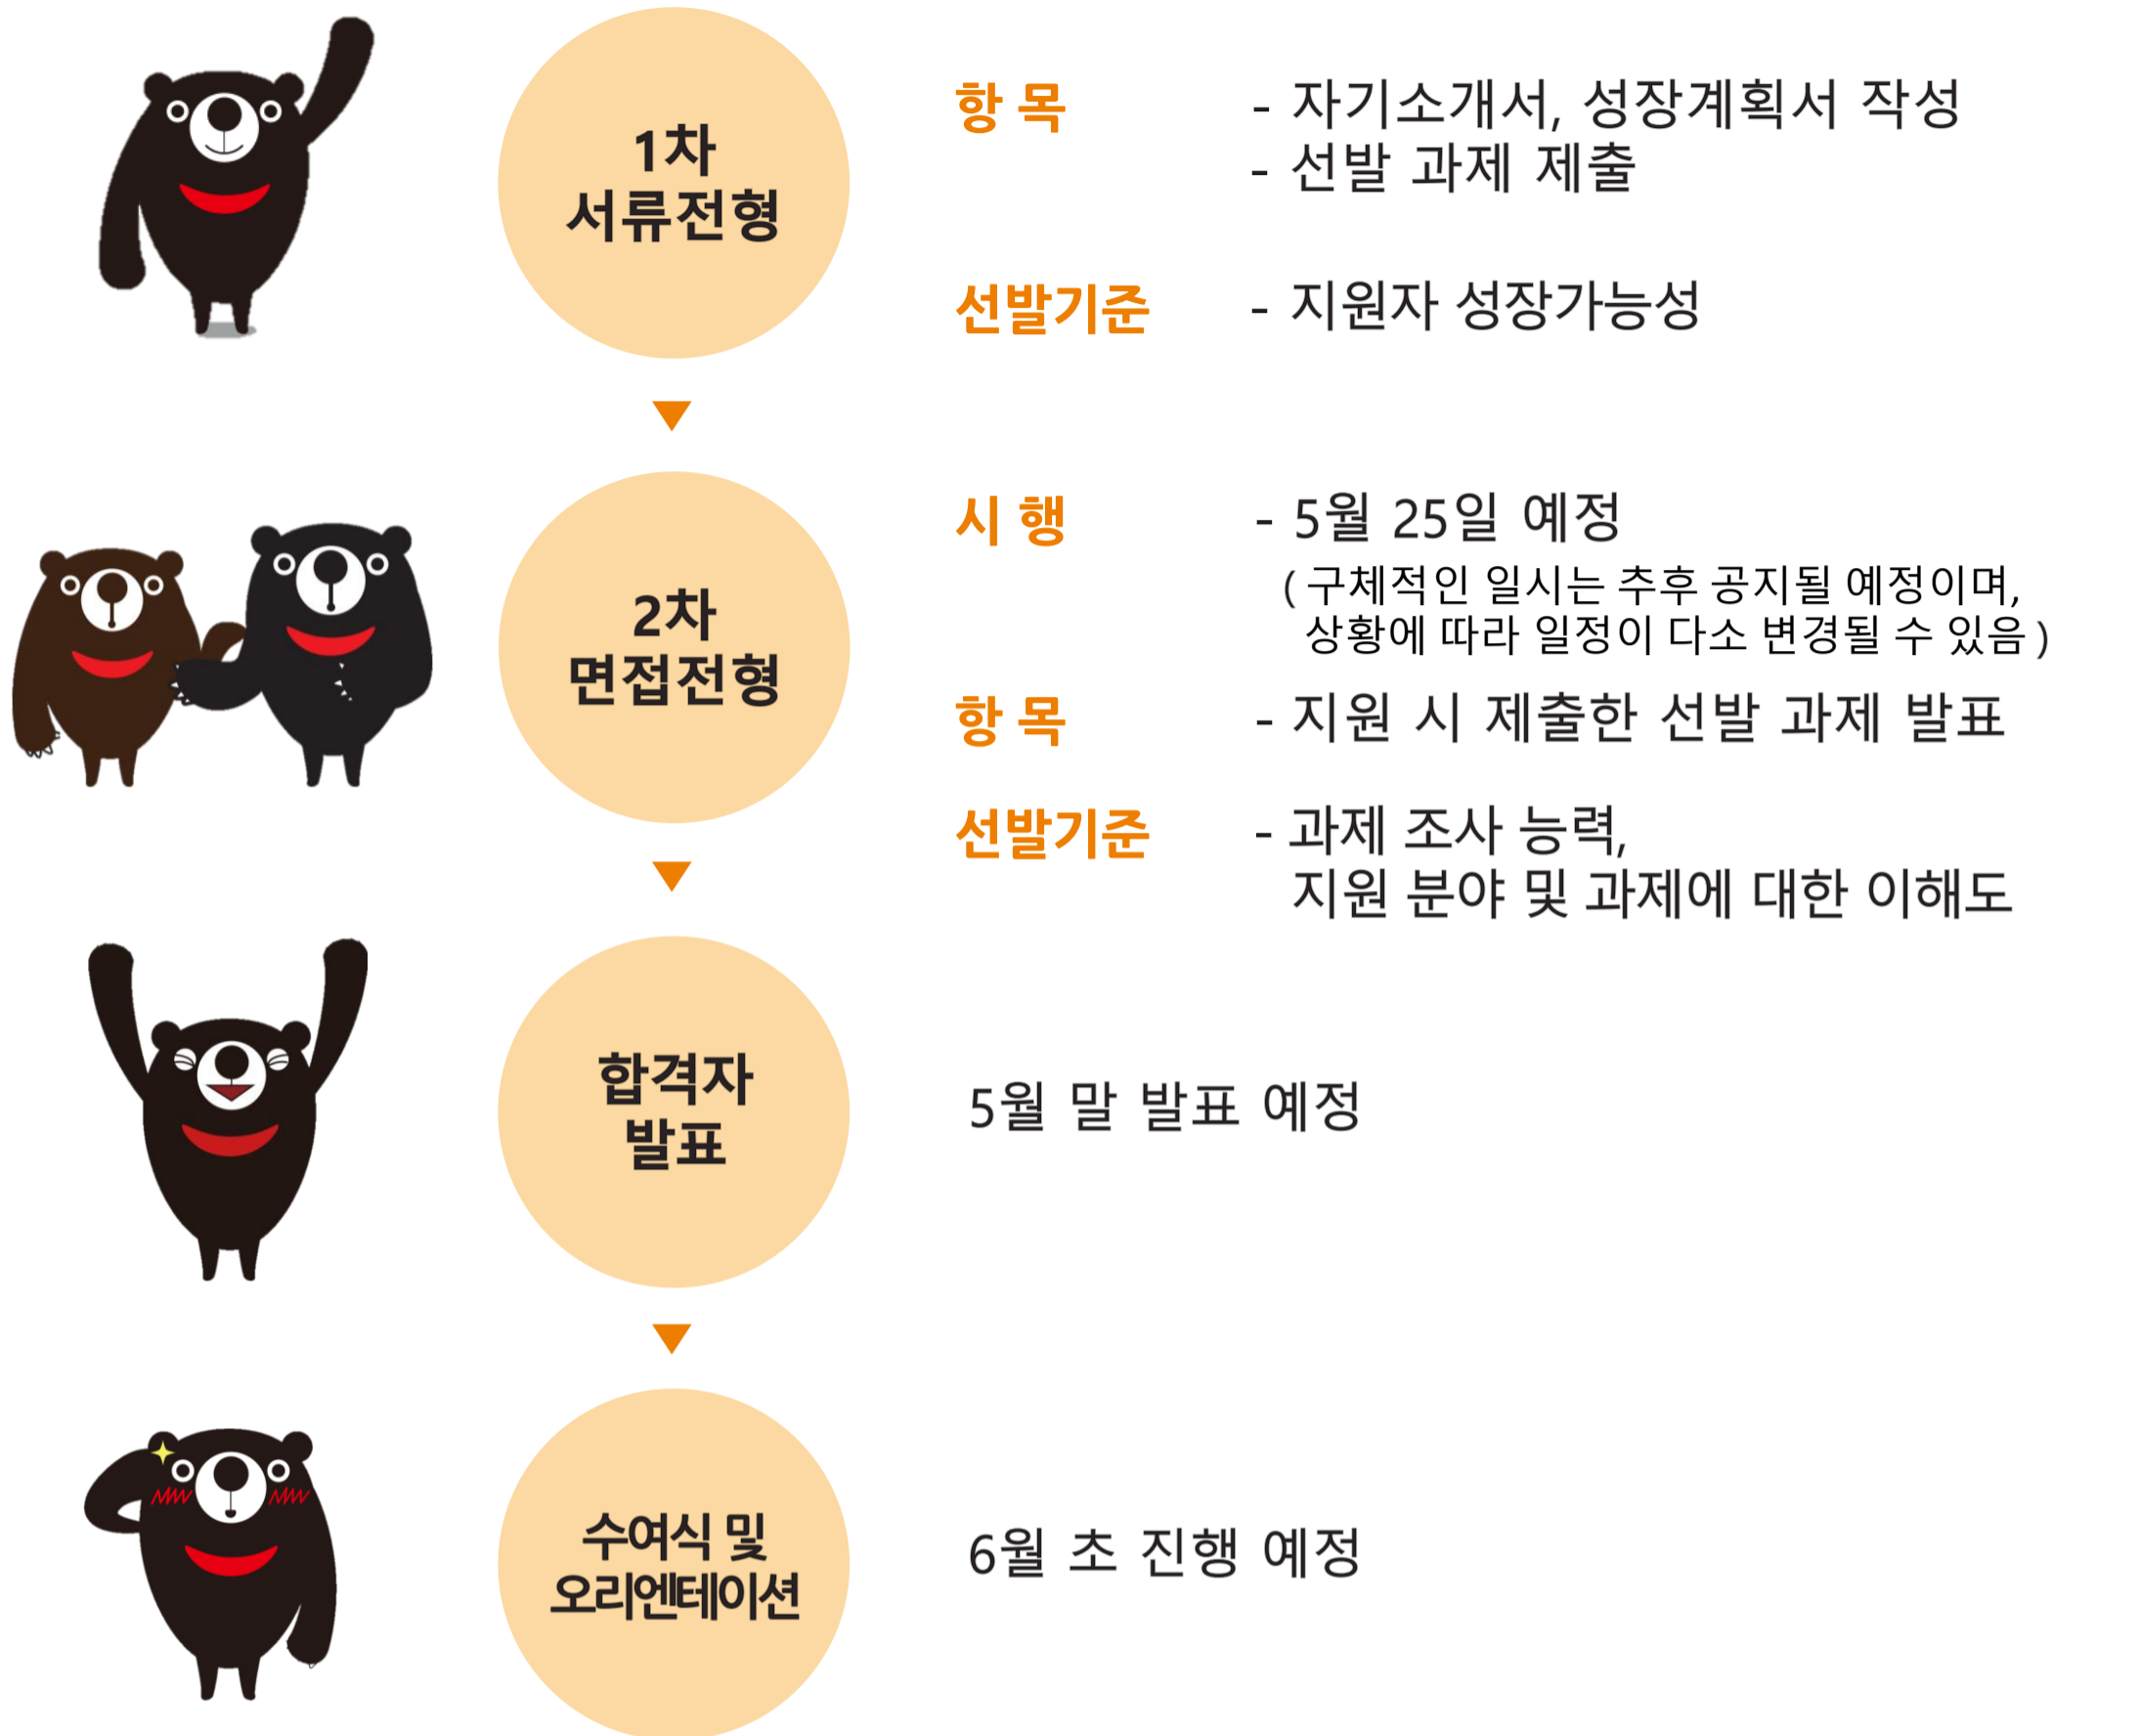 1차
서류전형
항 목
- 자기소개서, 성장계획서 작성
- 선발 과제 제출
선발기준
- 지원자 성장가능성
2차
면접전형
시 행
- 5월 25일 예정
( 구체적인 일시는 추후 공지될 예정이며,
상황에 따라 일정이 다소 변경될 수 있음 )
항 목
- 지원 시 제출한 선발 과제 발표
선발기준
- 과제 조사 능력,
지원 분야 및 과제에 대한 이해도
합격자
발표
5월 말 발표 예정
수여식 및
오리엔테이션
6월 초 진행 예정